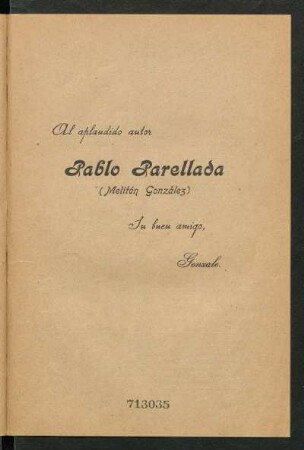 Al aplaudido autor
Pablo Parellada
(Melitón González)
Su buen amigo,
Gonzalo.
713035